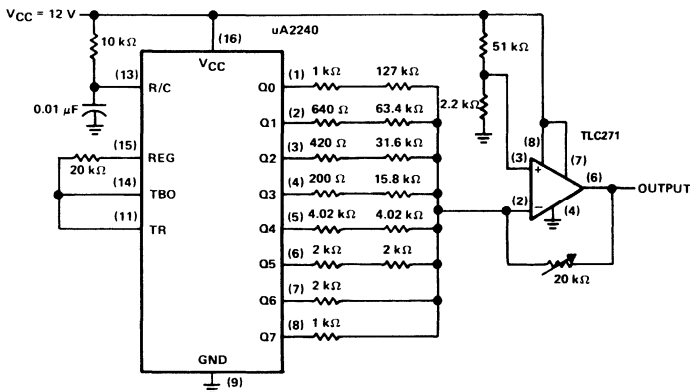 VCC = 12 V
10 kΩ
(16)
uA2240
51 kΩ
VCC
(13)
R/C
Q0
(1)
1 kΩ
127 kΩ
0.01 μF
2.2 kΩ
Q1
(2)
640 Ω
63.4 kΩ
(8)
TLC271
(15)
REG
Q2
(3)
420 Ω
31.6 kΩ
(3)
+
(7)
20 kΩ
(14)
TBO
Q3
(4)
200 Ω
15.8 kΩ
(6)
OUTPUT
(2)
−
(4)
(11)
TR
Q4
(5)
4.02 kΩ
4.02 kΩ
Q5
(6)
2 kΩ
2 kΩ
20 kΩ
Q6
(7)
2 kΩ
Q7
(8)
1 kΩ
GND
(9)